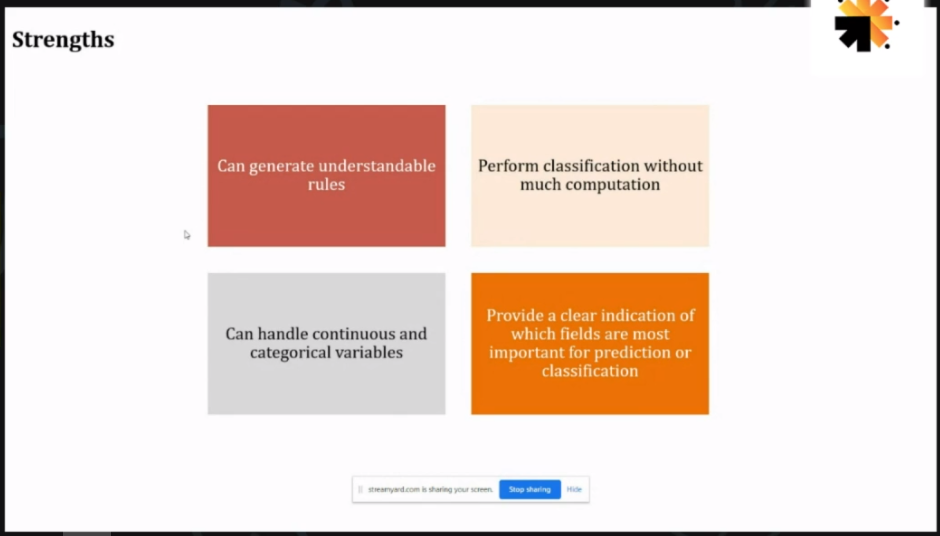 Strengths
Can generate understandable
rules
Perform classification without
much computation
Can handle continuous and
categorical variables
Provide a clear indication of
which fields are most
important for prediction or
classification
streamyard.com is sharing your screen.
Stop sharing
Hide